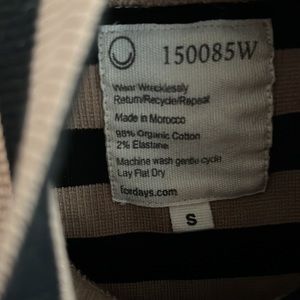 150085W
Wear Wrecklessly
Return/Recycle/Repeat
Made in Morocco
98% Organic Cotton
2% Elastane
Machine wash gentle cycle
Lay Flat Dry
fordays.com
S